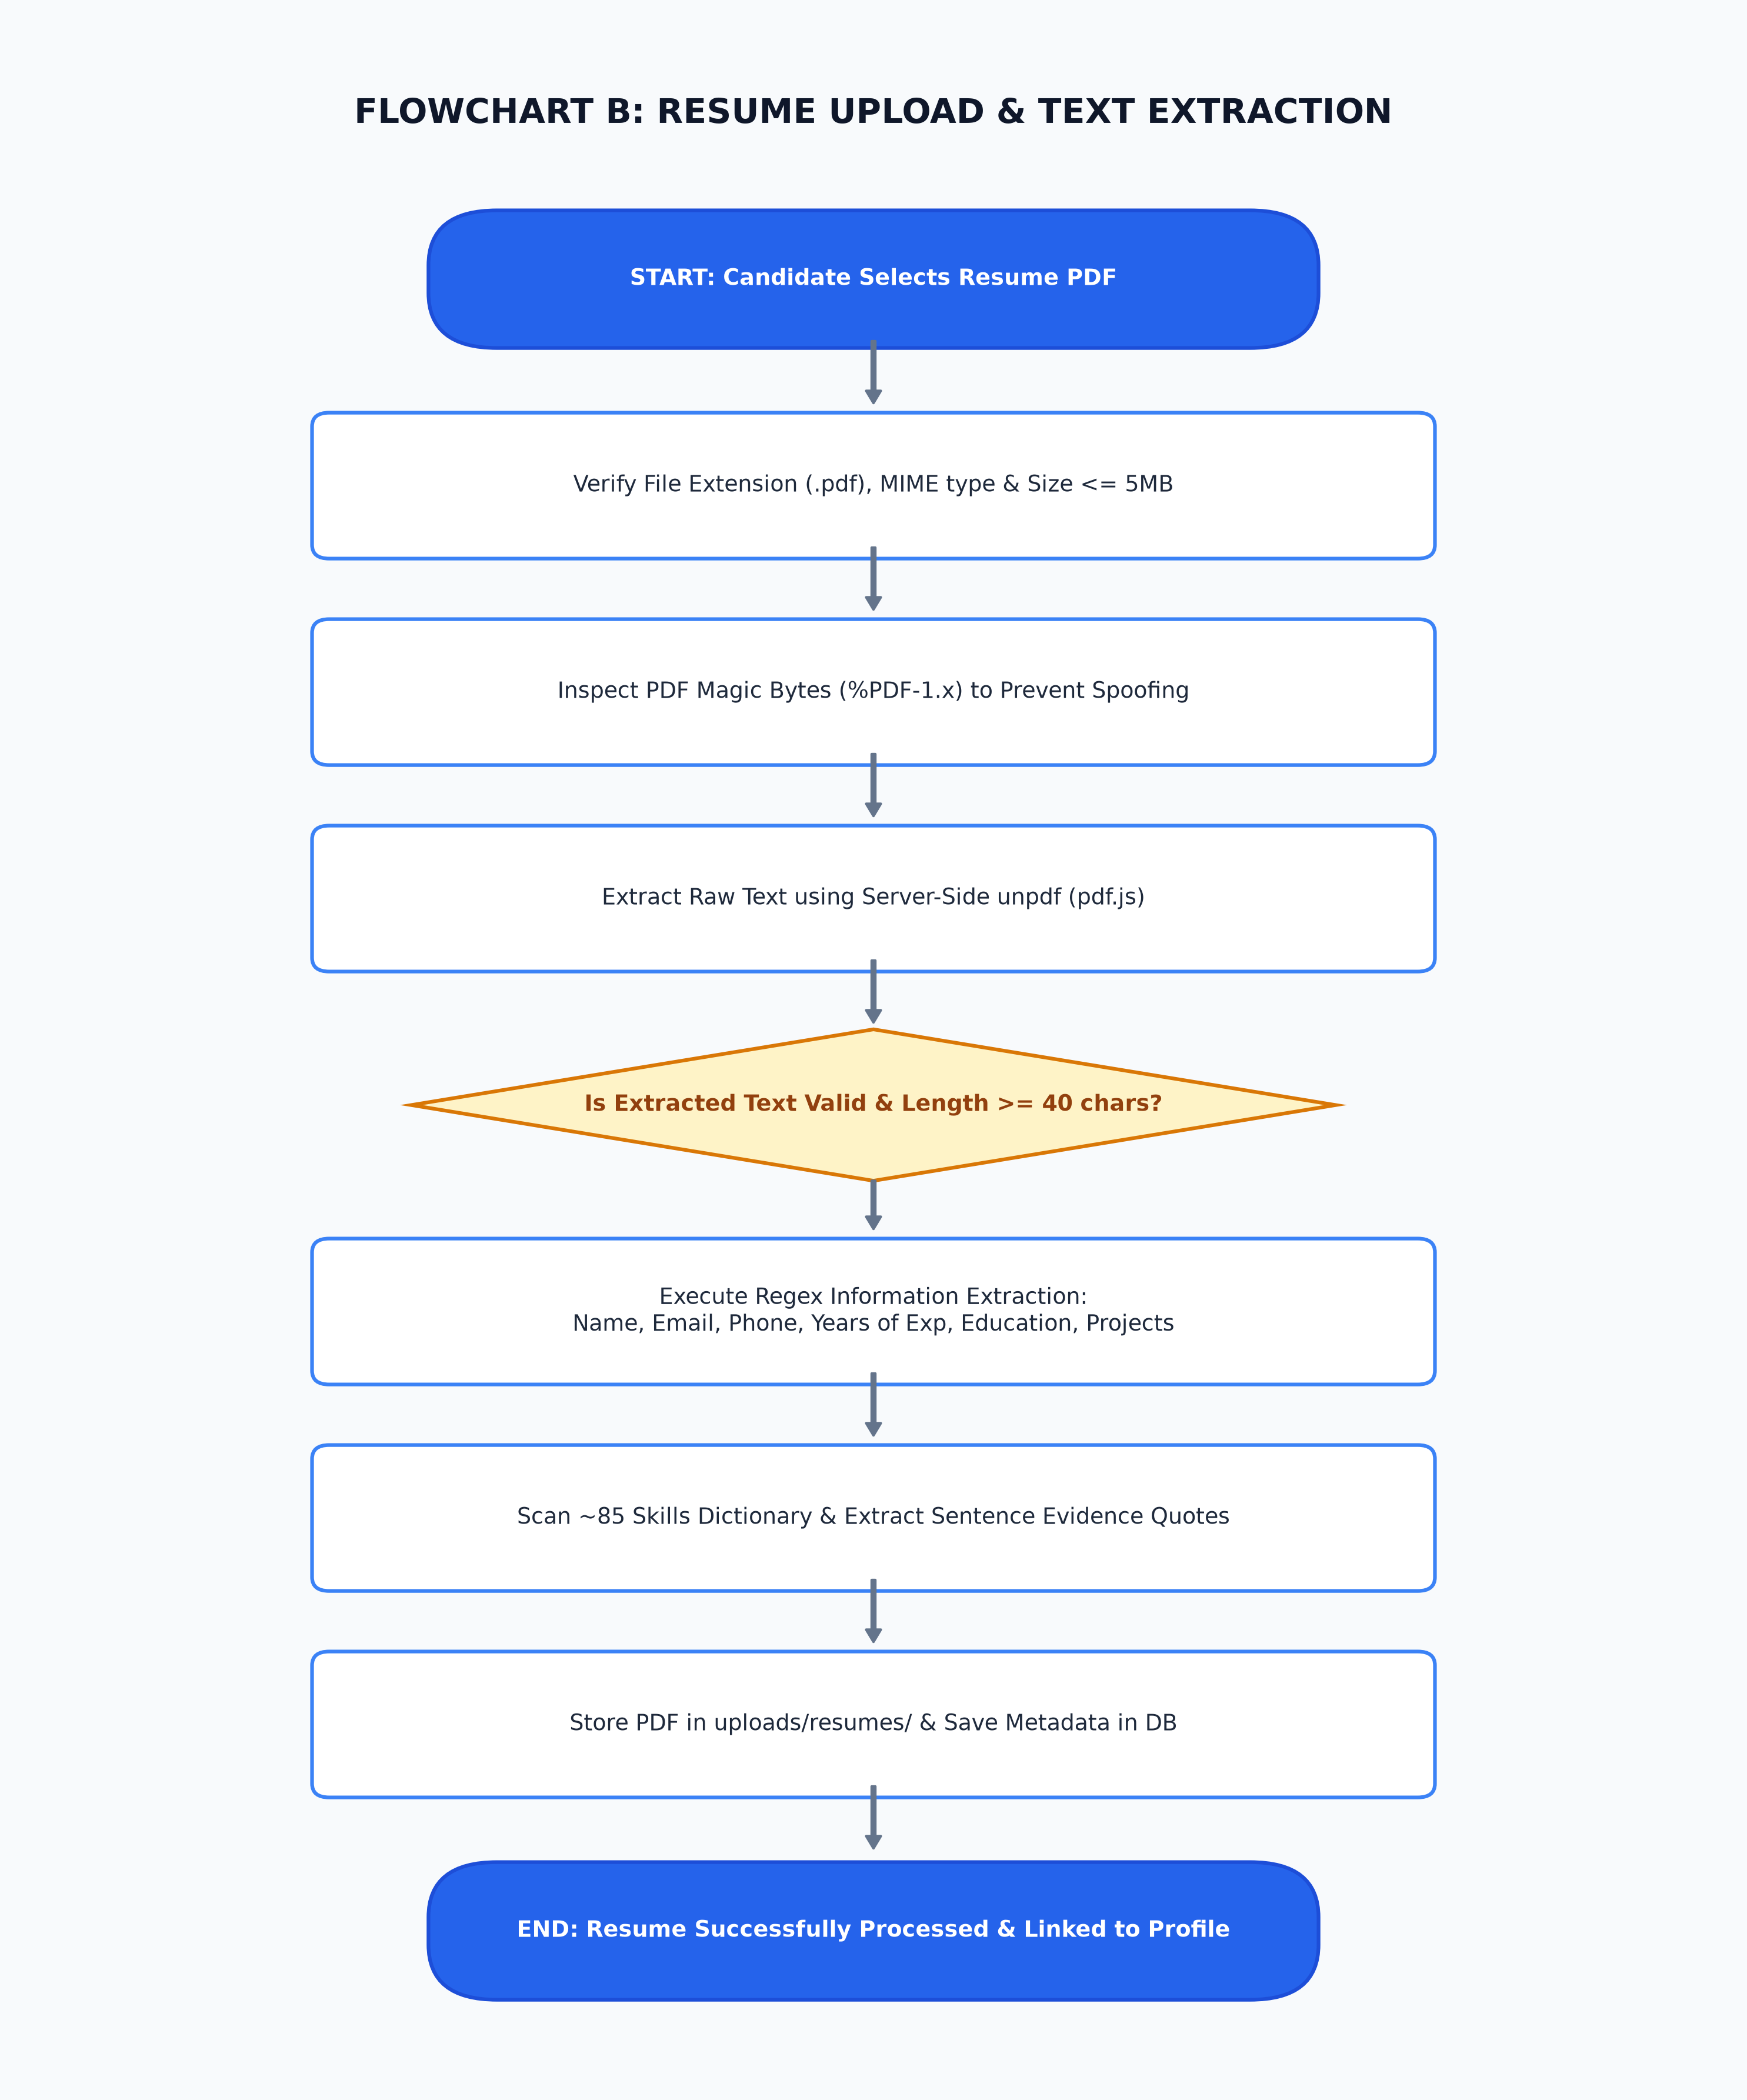 FLOWCHART B: RESUME UPLOAD & TEXT EXTRACTION
START: Candidate Selects Resume PDF
Verify File Extension (.pdf), MIME type & Size <= 5MB
Inspect PDF Magic Bytes (%PDF-1.x) to Prevent Spoofing
Extract Raw Text using Server-Side unpdf (pdf.js)
Is Extracted Text Valid & Length >= 40 chars?
Execute Regex Information Extraction:
Name, Email, Phone, Years of Exp, Education, Projects
Scan ~85 Skills Dictionary & Extract Sentence Evidence Quotes
Store PDF in uploads/resumes/ & Save Metadata in DB
END: Resume Successfully Processed & Linked to Profile